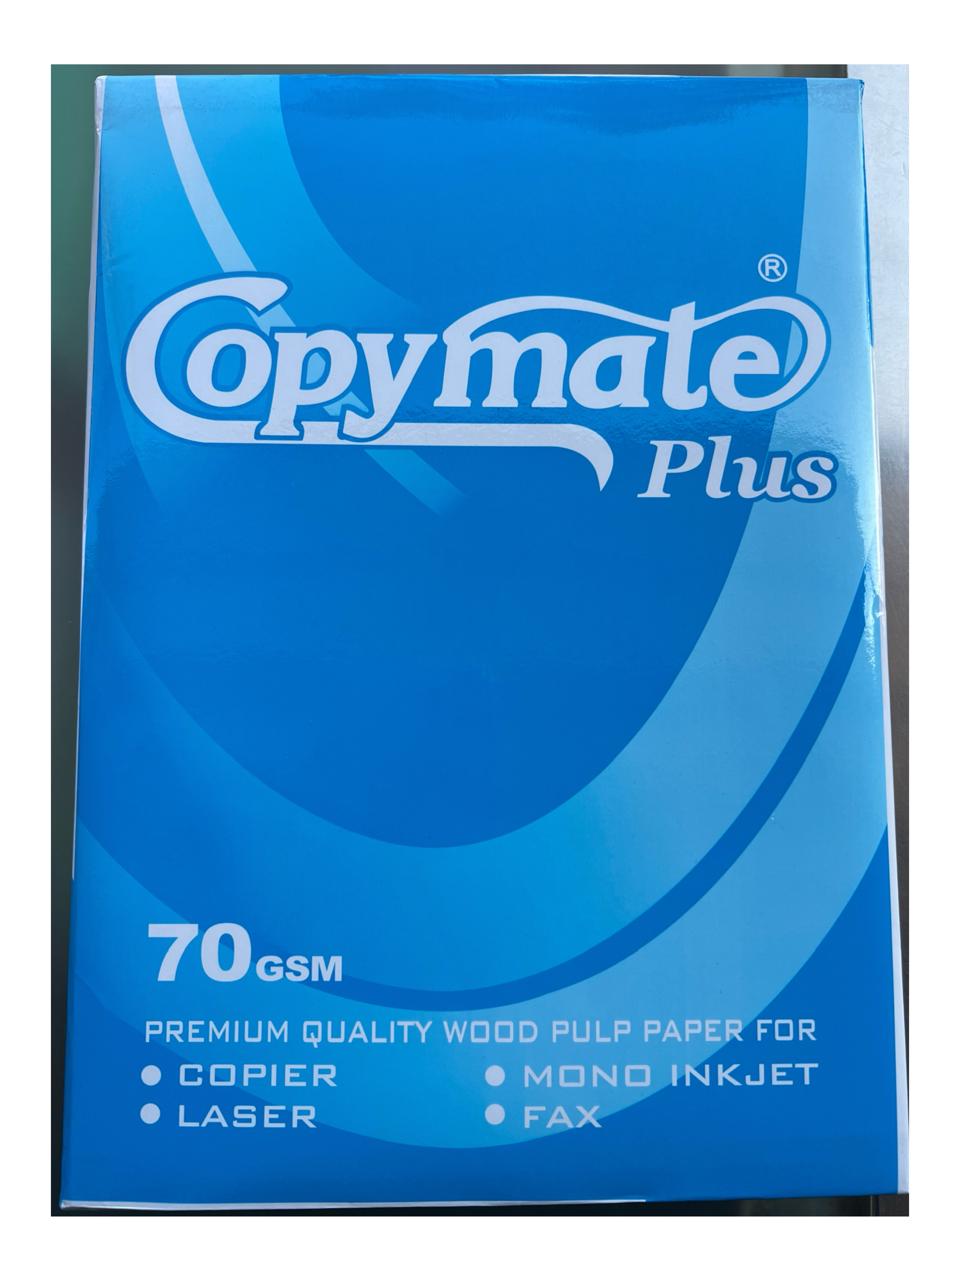 Copymate®
Plus
70GSM
PREMIUM QUALITY WOOD PULP PAPER FOR
● COPIER ● MONO INKJET
● LASER ● FAX